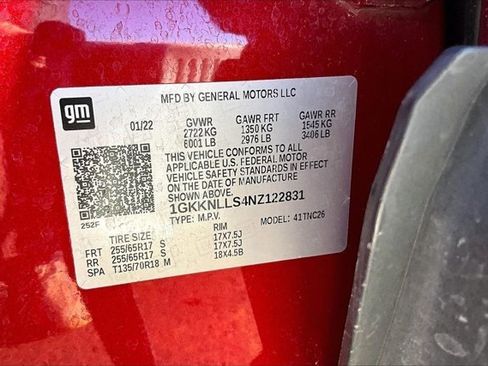 MFD BY GENERAL MOTORS LLC
gm
01/22 GVWR GAWR FRT GAWR RR
2722 KG 1350 KG 1545 KG
6001 LB 2976 LB 3406 LB
THIS VEHICLE CONFORMS TO ALL
APPLICABLE U.S. FEDERAL MOTOR
VEHICLE SAFETY STANDARDS IN EFFECT
ON THE DATE OF MANUFACTURE
SHOWN ABOVE.
252F
1GKKNLLS4NZ122831
TYPE: M.P.V. 41TNC26
TIRE SIZE RIM
FRT 255/65R17 S 17X7.5J
RR 255/65R17 S 17X7.5J
SPA T135/70R18 M 18X4.5B